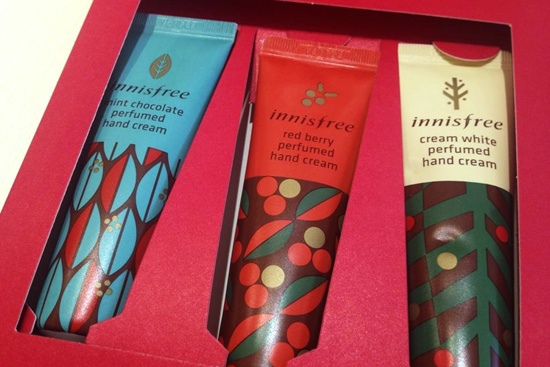 innisfree
mint chocolate
perfumed
hand cream
innisfree
red berry
perfumed
hand cream
innisfree
cream white
perfumed
hand cream